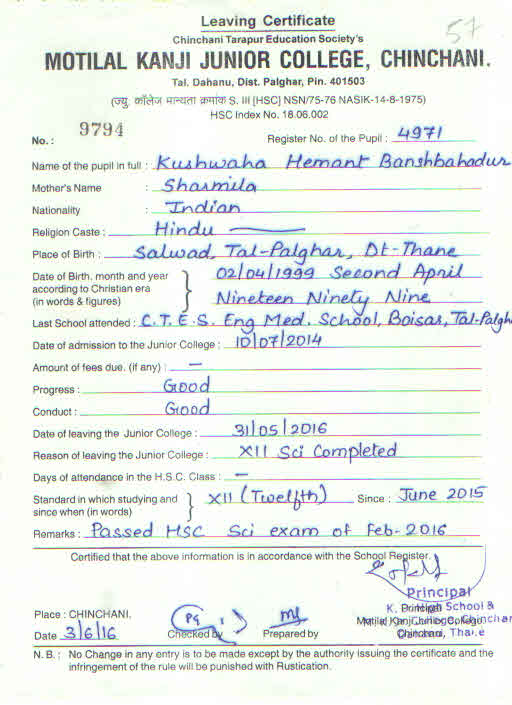 57
Leaving Certificate
Chinchani Tarapur Education Society's
MOTILAL KANJI JUNIOR COLLEGE, CHINCHANI.
Tal. Dahanu, Dist. Palghar, Pin. 401503
(ज्यु. कॉलेज मान्यता क्रमांक S. III [HSC] NSN/75-76 NASIK-14-8-1975)
HSC Index No. 18.06.002
No. : 9794 Register No. of the Pupil : 4971
Name of the pupil in full : Kushwaha Hemant Banshbahadur
Mother's Name : Sharmila
Nationality : Indian
Religion Caste : Hindu
Place of Birth : Salwad, Tal-Palghar, Dt-Thane
Date of Birth, month and year according to Christian era (in words & figures) } 02/04/1999 Second April
Nineteen Ninety Nine
Last School attended : C.T.E.S. Eng Med. School, Boisar, Tal-Palgh
Date of admission to the Junior College : 10/07/2014
Amount of fees due. (if any) : —
Progress : Good
Conduct : Good
Date of leaving the Junior College : 31/05/2016
Reason of leaving the Junior College : XII Sci Completed
Days of attendance in the H.S.C. Class : —
Standard in which studying and since when (in words) } XII (Twelfth) Since : June 2015
Remarks : Passed HSC Sci exam of Feb-2016
Certified that the above information is in accordance with the School Register.
Principal
Place : CHINCHANI.
Date 3/6/16 Checked by Prepared by
N. B. : No Change in any entry is to be made except by the authority issuing the certificate and the
infringement of the rule will be punished with Rustication.